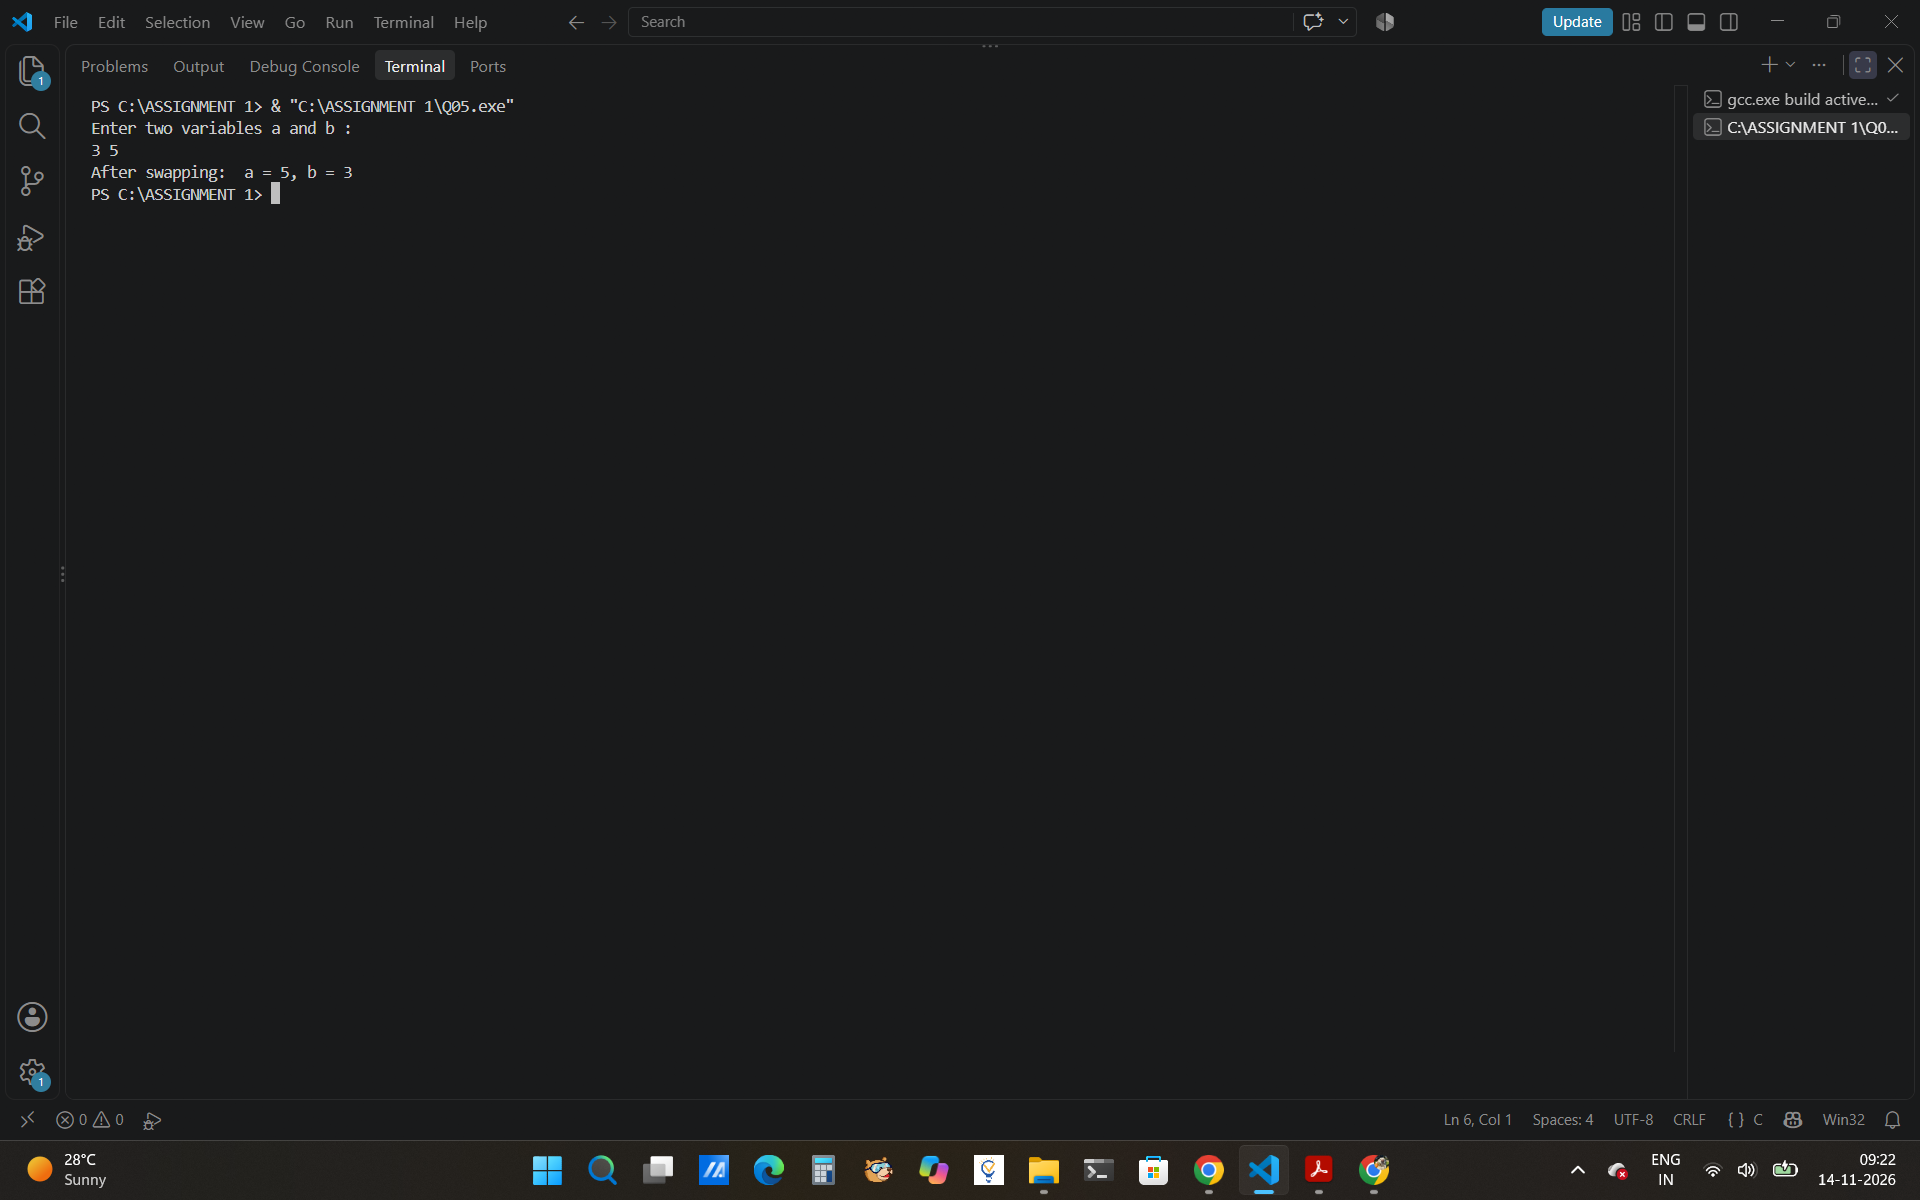 File Edit Selection View Go Run Terminal Help
Search
Update
Problems Output Debug Console Terminal Ports
PS C:\ASSIGNMENT 1> & "C:\ASSIGNMENT 1\Q05.exe"
Enter two variables a and b :
3 5
After swapping:  a = 5, b = 3
PS C:\ASSIGNMENT 1>
gcc.exe build active...
C:\ASSIGNMENT 1\Q0...
1
1
0 0
Ln 6, Col 1 Spaces: 4 UTF-8 CRLF { } C Win32
28°C
Sunny
ENG
IN
09:22
14-11-2026